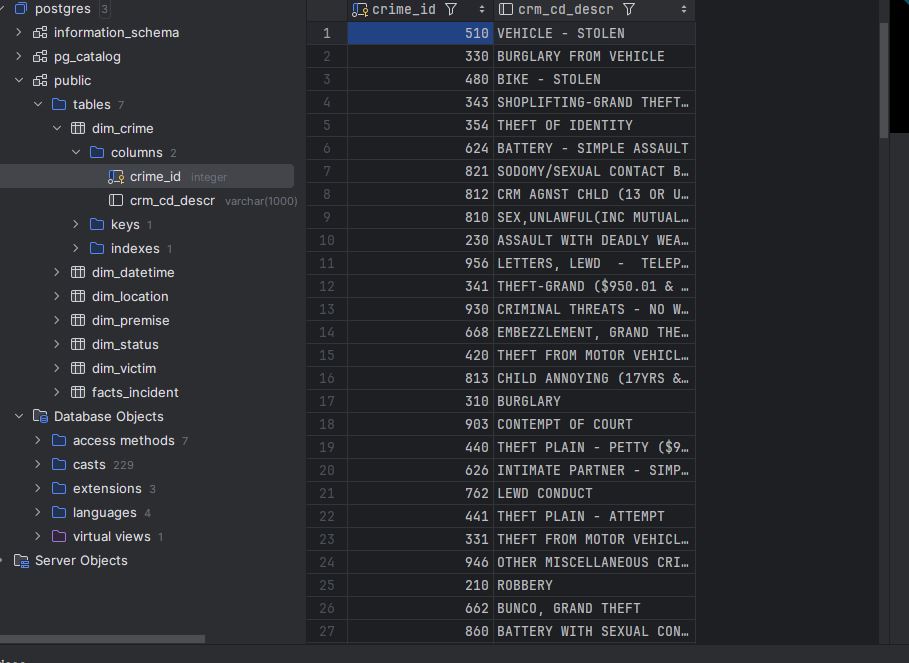 postgres 3
information_schema
pg_catalog
public
tables 7
dim_crime
columns 2
crime_id integer
crm_cd_descr varchar(1000)
keys 1
indexes 1
dim_datetime
dim_location
dim_premise
dim_status
dim_victim
facts_incident
Database Objects
access methods 7
casts 229
extensions 3
languages 4
virtual views 1
Server Objects
crime_id crm_cd_descr
1 510 VEHICLE - STOLEN
2 330 BURGLARY FROM VEHICLE
3 480 BIKE - STOLEN
4 343 SHOPLIFTING-GRAND THEFT…
5 354 THEFT OF IDENTITY
6 624 BATTERY - SIMPLE ASSAULT
7 821 SODOMY/SEXUAL CONTACT B…
8 812 CRM AGNST CHLD (13 OR U…
9 810 SEX,UNLAWFUL(INC MUTUAL…
10 230 ASSAULT WITH DEADLY WEA…
11 956 LETTERS, LEWD  -  TELEP…
12 341 THEFT-GRAND ($950.01 & …
13 930 CRIMINAL THREATS - NO W…
14 668 EMBEZZLEMENT, GRAND THE…
15 420 THEFT FROM MOTOR VEHICL…
16 813 CHILD ANNOYING (17YRS &…
17 310 BURGLARY
18 903 CONTEMPT OF COURT
19 440 THEFT PLAIN - PETTY ($9…
20 626 INTIMATE PARTNER - SIMP…
21 762 LEWD CONDUCT
22 441 THEFT PLAIN - ATTEMPT
23 331 THEFT FROM MOTOR VEHICL…
24 946 OTHER MISCELLANEOUS CRI…
25 210 ROBBERY
26 662 BUNCO, GRAND THEFT
27 860 BATTERY WITH SEXUAL CON…